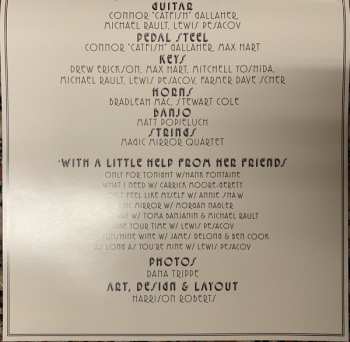 GUITAR
CONNOR "CATFISH" GALLAHER,
MICHAEL RAULT, LEWIS PESACOV
PEDAL STEEL
CONNOR "CATFISH" GALLAHER, MAX HART
KEYS
DREW ERICKSON, MAX HART, MITCHELL YOSHIDA,
MICHAEL RAULT, LEWIS PESACOV, FARMER DAVE SCHER
HORNS
BRADLEAH MAC, STEWART COLE
BANJO
MATT POPIELUCH
STRINGS
MAGIC MIRROR QUARTET
*WITH A LITTLE HELP FROM HER FRIENDS
ONLY FOR TONIGHT W/HANK FONTAINE
WHAT I NEED W/ CARRICK MOORE-GERETY
FEEL LIKE MYSELF W/ ANNIE SHAW
MIRROR W/ MORGAN NAGLER
W/ TOMA BANJANIN & MICHAEL RAULT
YOUR TIME W/ LEWIS PESACOV
SUNSHINE WINE W/ JAMES DELONG & BEN COOK
AS LONG AS YOU'RE MINE W/ LEWIS PESACOV
PHOTOS
DANA TRIPPE
ART, DESIGN & LAYOUT
HARRISON ROBERTS